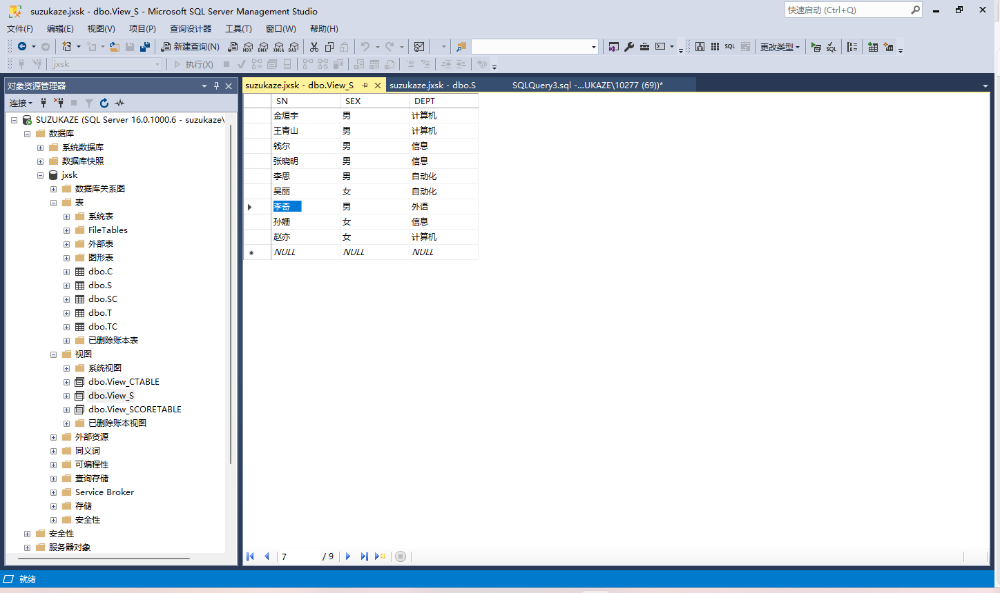 suzukaze.jxsk - dbo.View_S - Microsoft SQL Server Management Studio
快速启动 (Ctrl+Q)
文件(F) 编辑(E) 视图(V) 项目(P) 查询设计器 工具(T) 窗口(W) 帮助(H)
新建查询(N) MDX DMX XMLA DAX SQL 更改类型 SQL
jxsk 执行(X)
对象资源管理器
连接
SUZUKAZE (SQL Server 16.0.1000.6 - suzukaze\
数据库
系统数据库
数据库快照
jxsk
数据库关系图
表
系统表
FileTables
外部表
图形表
dbo.C
dbo.S
dbo.SC
dbo.T
dbo.TC
已删除账本表
视图
系统视图
dbo.View_CTABLE
dbo.View_S
dbo.View_SCORETABLE
已删除账本视图
外部资源
同义词
可编程性
查询存储
Service Broker
存储
安全性
安全性
服务器对象
suzukaze.jxsk - dbo.View_S suzukaze.jxsk - dbo.S SQLQuery3.sql -...UKAZE\10277 (69))*
SN SEX DEPT
金烜宇 男 计算机
王青山 男 计算机
钱尔 男 信息
张晓明 男 信息
李思 男 自动化
吴丽 女 自动化
李奇 男 外语
孙姗 女 信息
赵亦 女 计算机
NULL NULL NULL
7 / 9
就绪